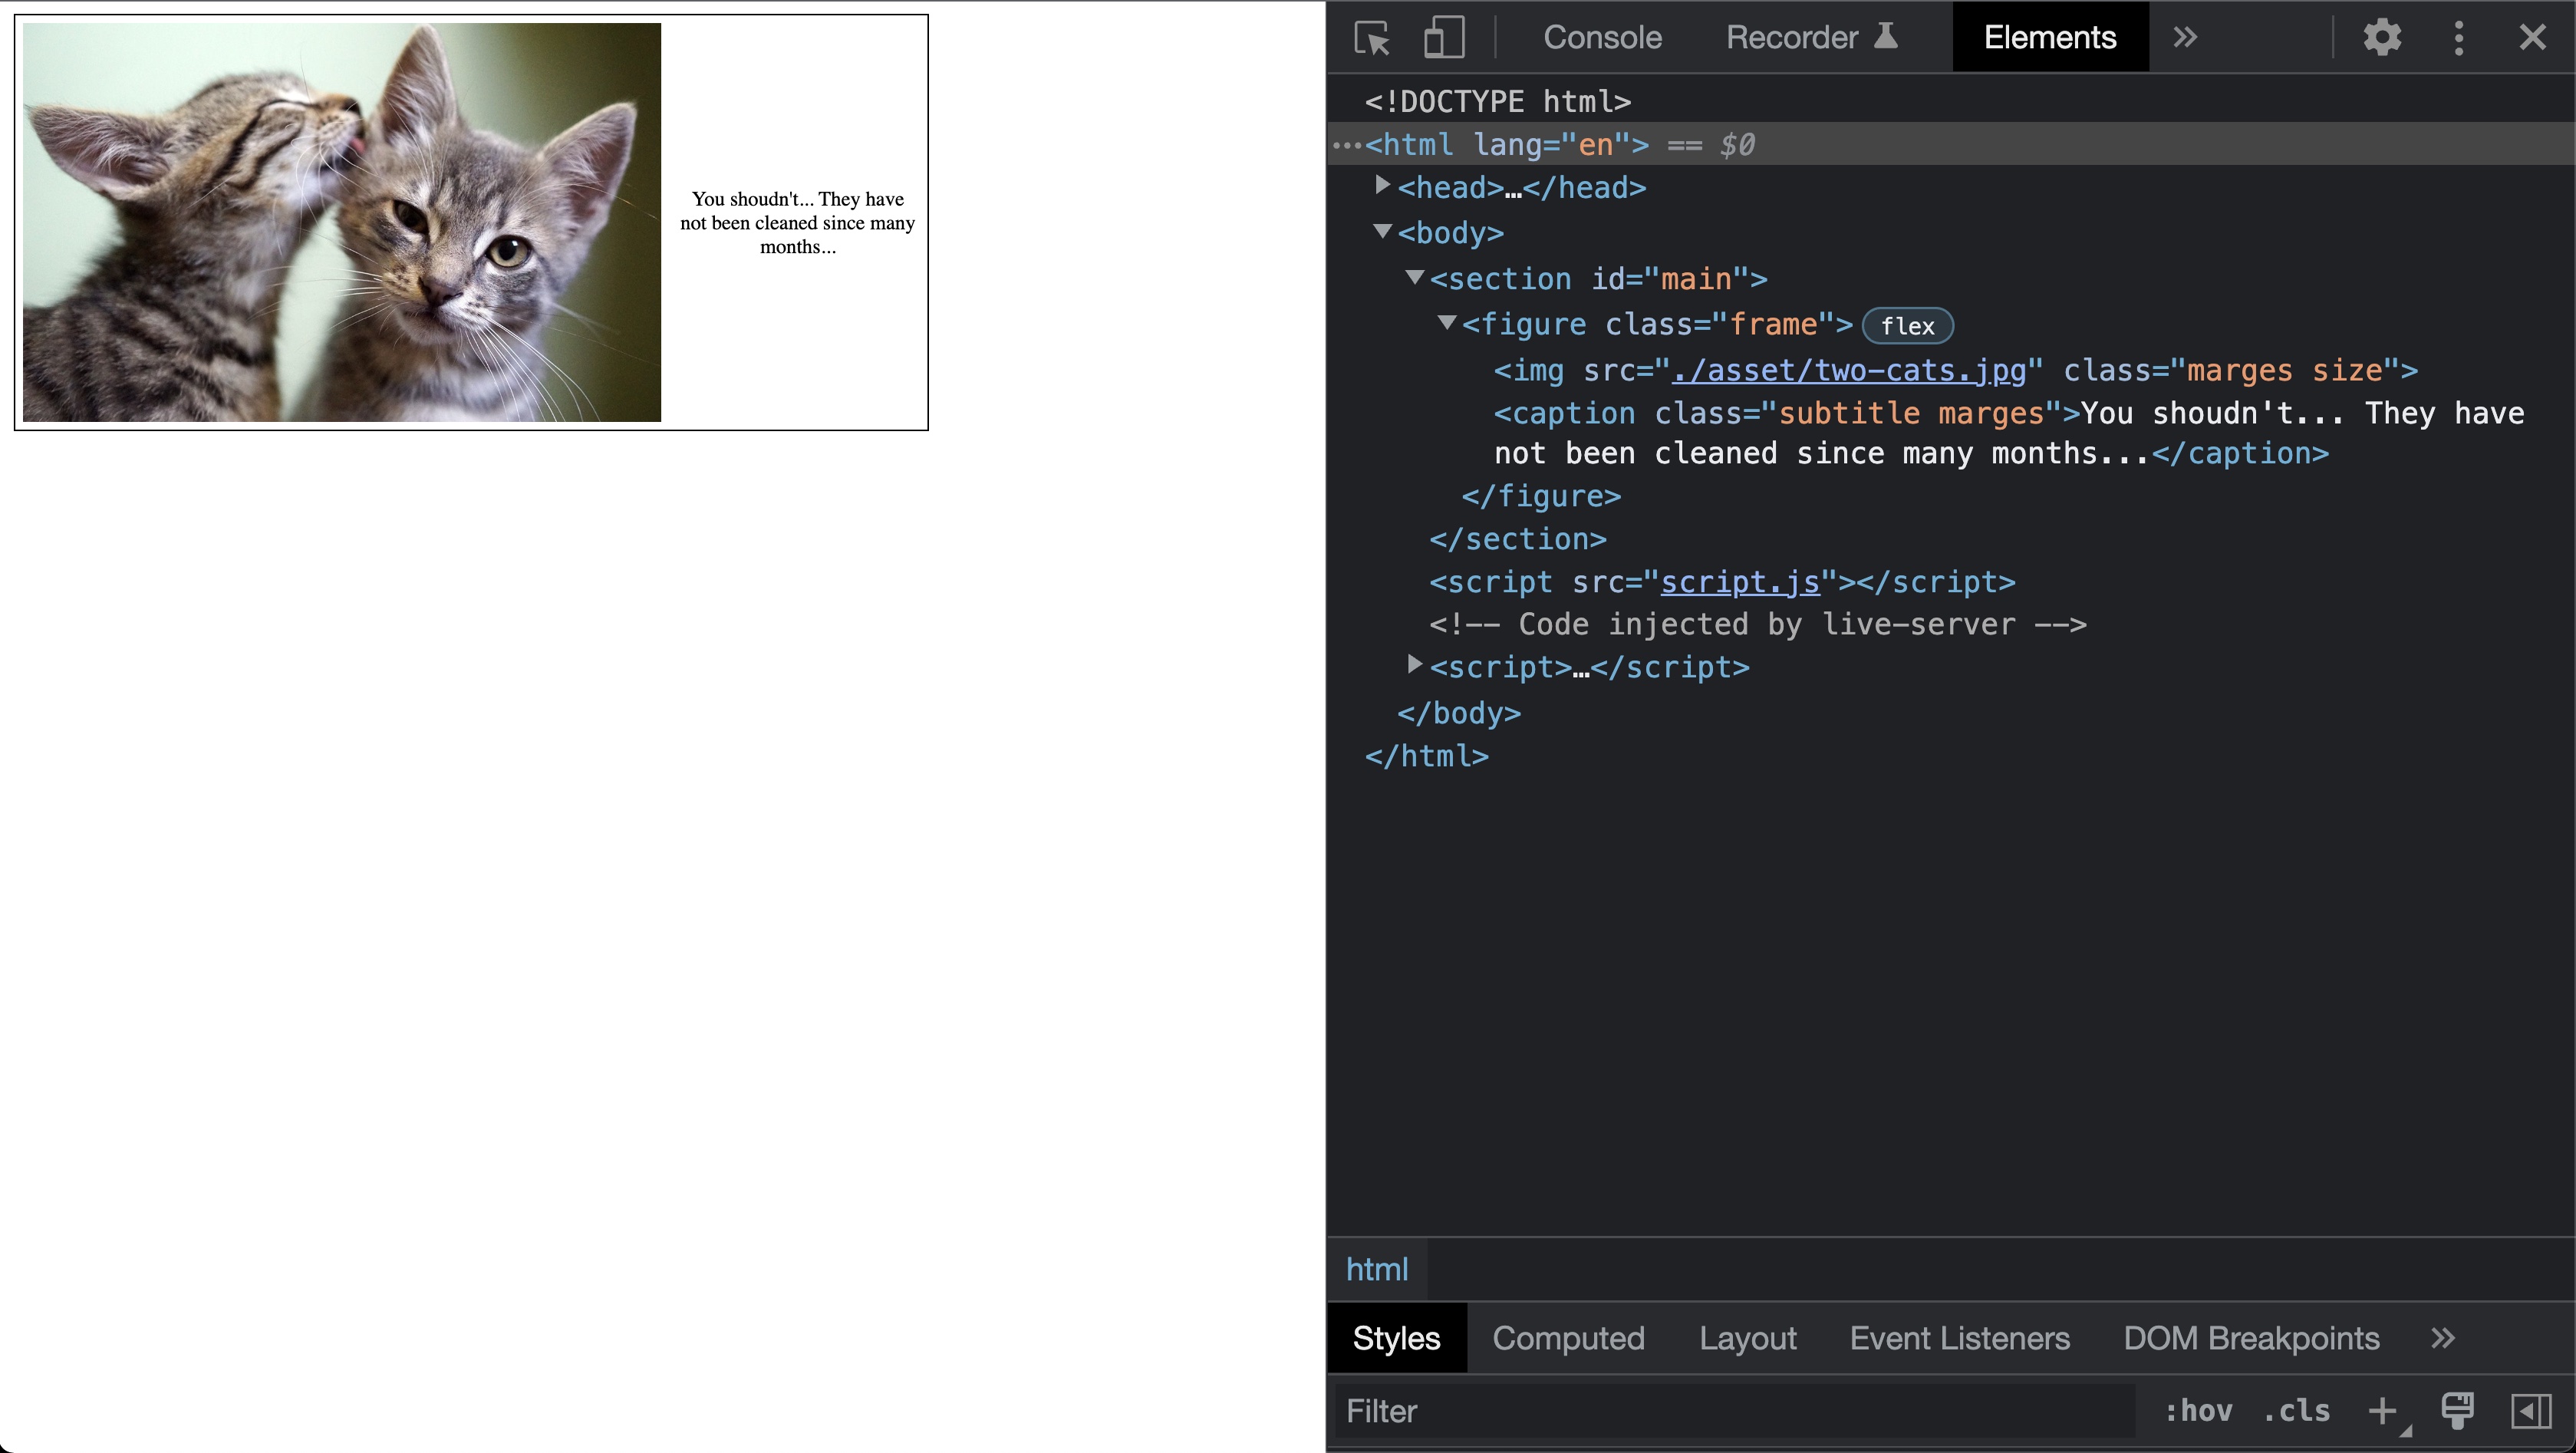 You shoudn't... They have
not been cleaned since many
months...
Console
Recorder
Elements
<!DOCTYPE html>
<html lang="en"> == $0
<head>…</head>
<body>
<section id="main">
<figure class="frame"> flex
<img src="./asset/two-cats.jpg" class="marges size">
<caption class="subtitle marges">You shoudn't... They have
not been cleaned since many months...</caption>
</figure>
</section>
<script src="script.js"></script>
<!-- Code injected by live-server -->
<script>…</script>
</body>
</html>
html
Styles
Computed
Layout
Event Listeners
DOM Breakpoints
Filter
:hov
.cls